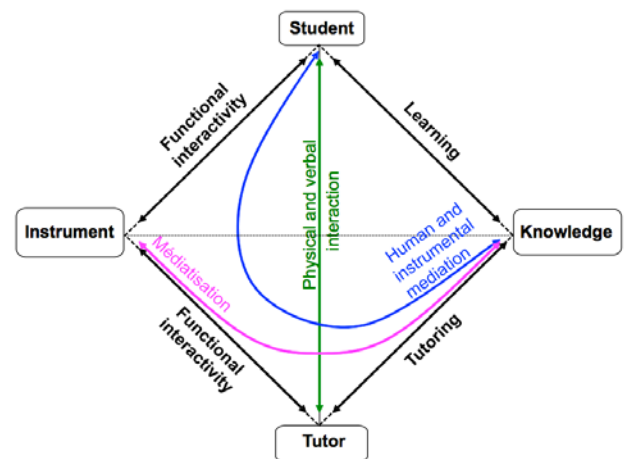 Student
Functional
interactivity
Learning
Physical and verbal
interaction
Instrument
Human and
instrumental
mediation
Knowledge
Médiatisation
Functional
interactivity
Tutoring
Tutor